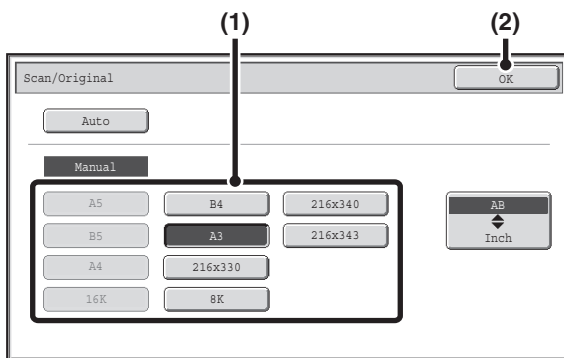 (1) (2)
Scan/Original OK
Auto
Manual
A5 B4 216x340 AB
B5 A3 216x343 Inch
A4 216x330
16K 8K